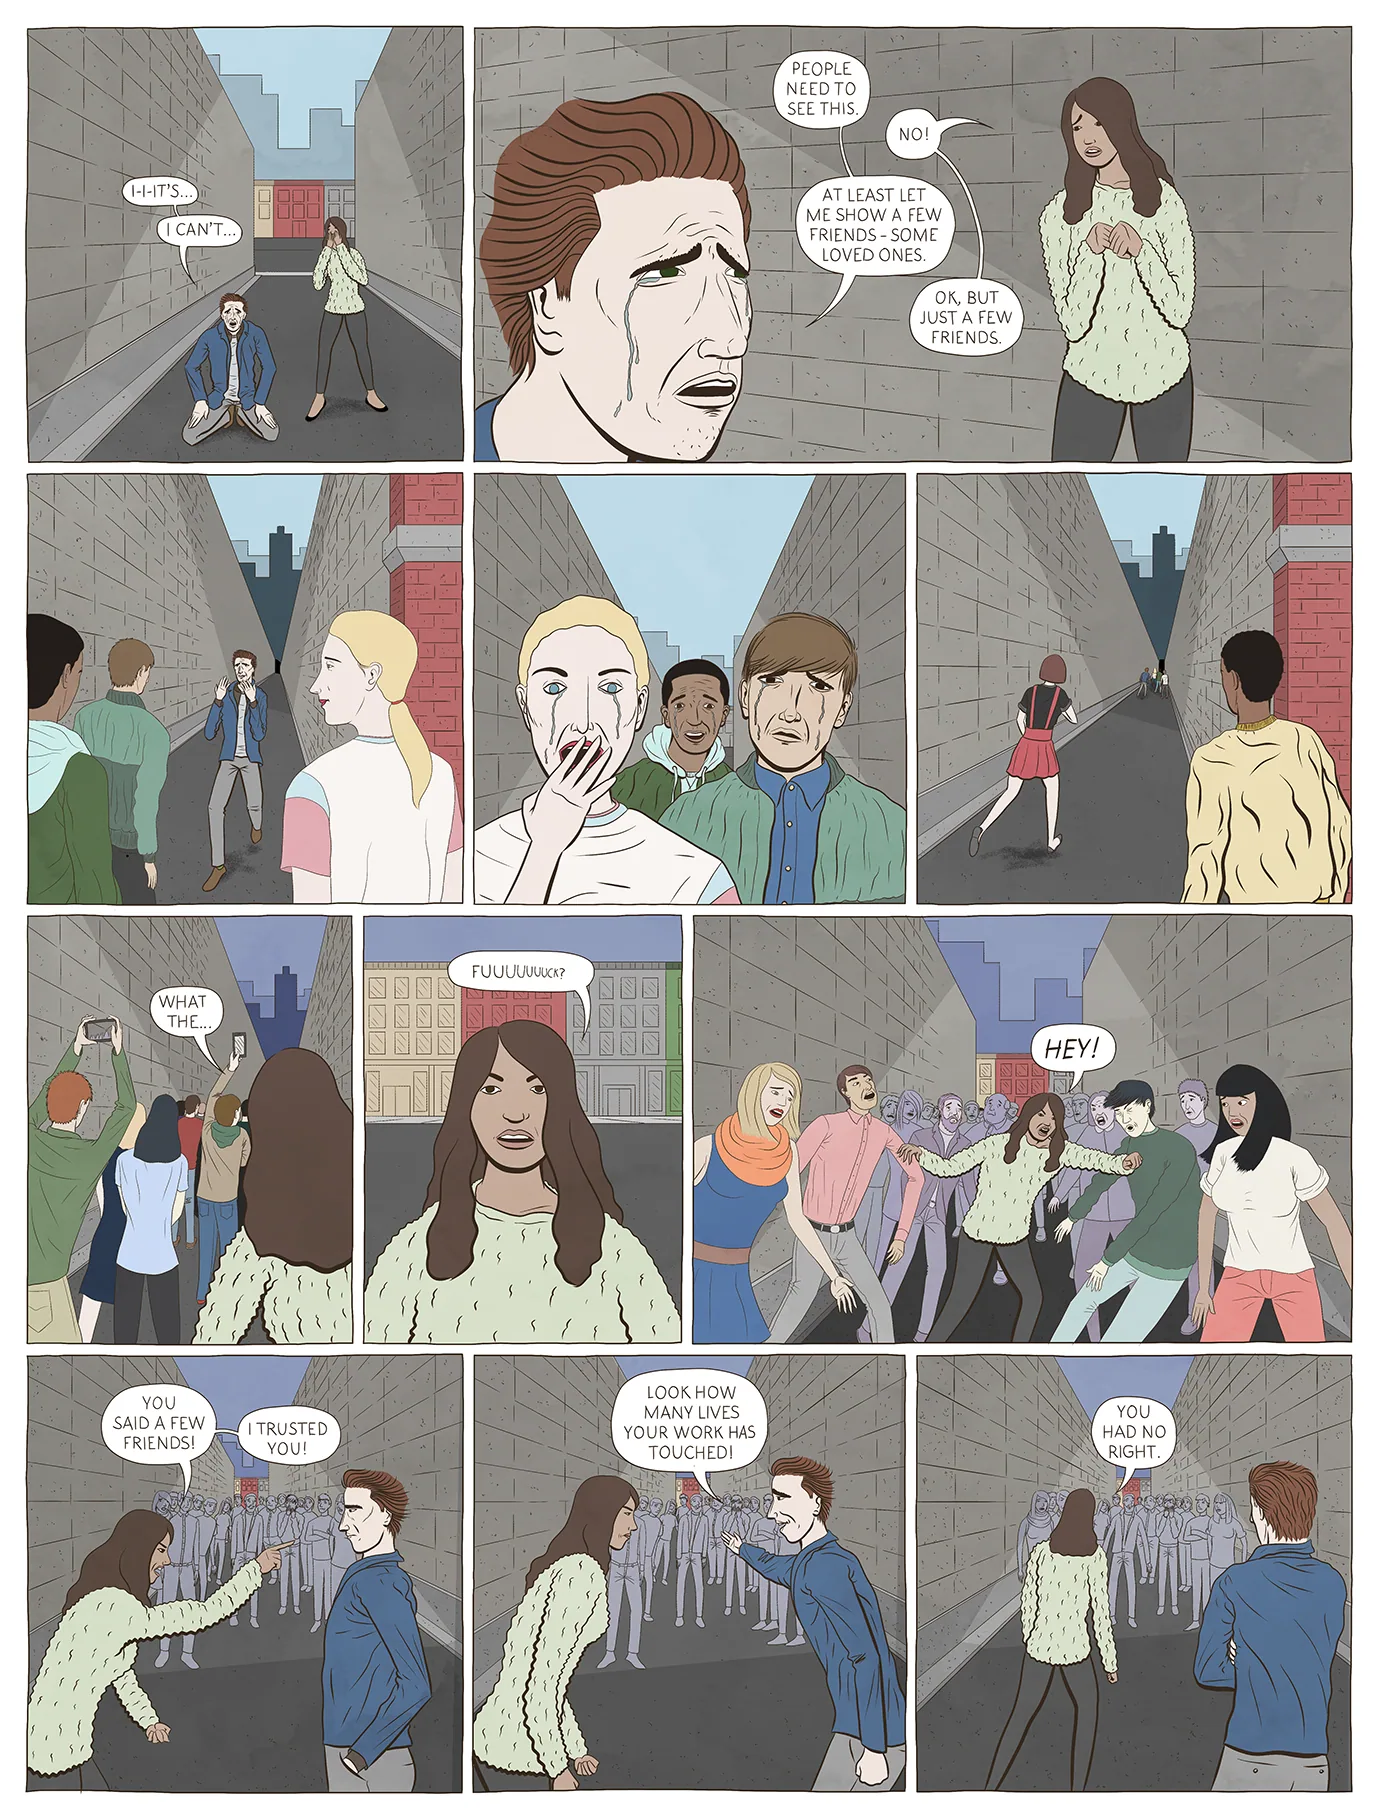 I-I-IT'S...
I CAN'T...
PEOPLE
NEED TO
SEE THIS.
NO!
AT LEAST LET
ME SHOW A FEW
FRIENDS - SOME
LOVED ONES.
OK, BUT
JUST A FEW
FRIENDS.
WHAT
THE...
FUUUUUUUCK?
HEY!
YOU
SAID A FEW
FRIENDS!
I TRUSTED
YOU!
LOOK HOW
MANY LIVES
YOUR WORK HAS
TOUCHED!
YOU
HAD NO
RIGHT.